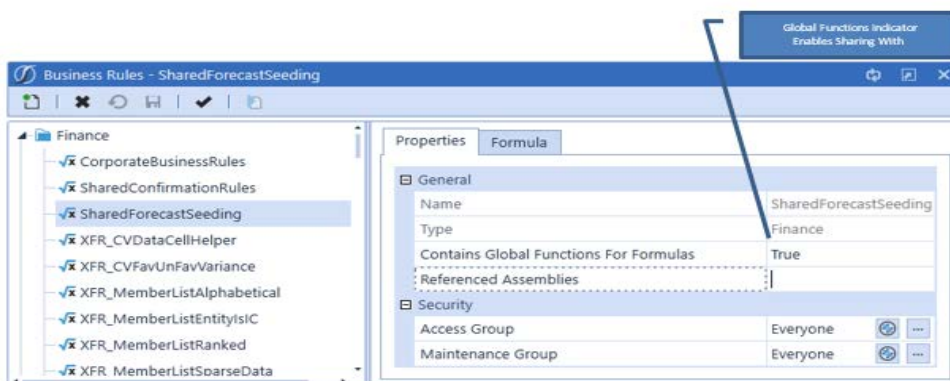 Global Functions Indicator
Enables Sharing With
Business Rules - SharedForecastSeeding
Finance
CorporateBusinessRules
SharedConfirmationRules
SharedForecastSeeding
XFR_CVDataCellHelper
XFR_CVFavUnFavVariance
XFR_MemberListAlphabetical
XFR_MemberListEntityIsIC
XFR_MemberListRanked
XFR_MemberListSparseData
Properties
Formula
General
Name SharedForecastSeeding
Type Finance
Contains Global Functions For Formulas True
Referenced Assemblies
Security
Access Group Everyone
Maintenance Group Everyone